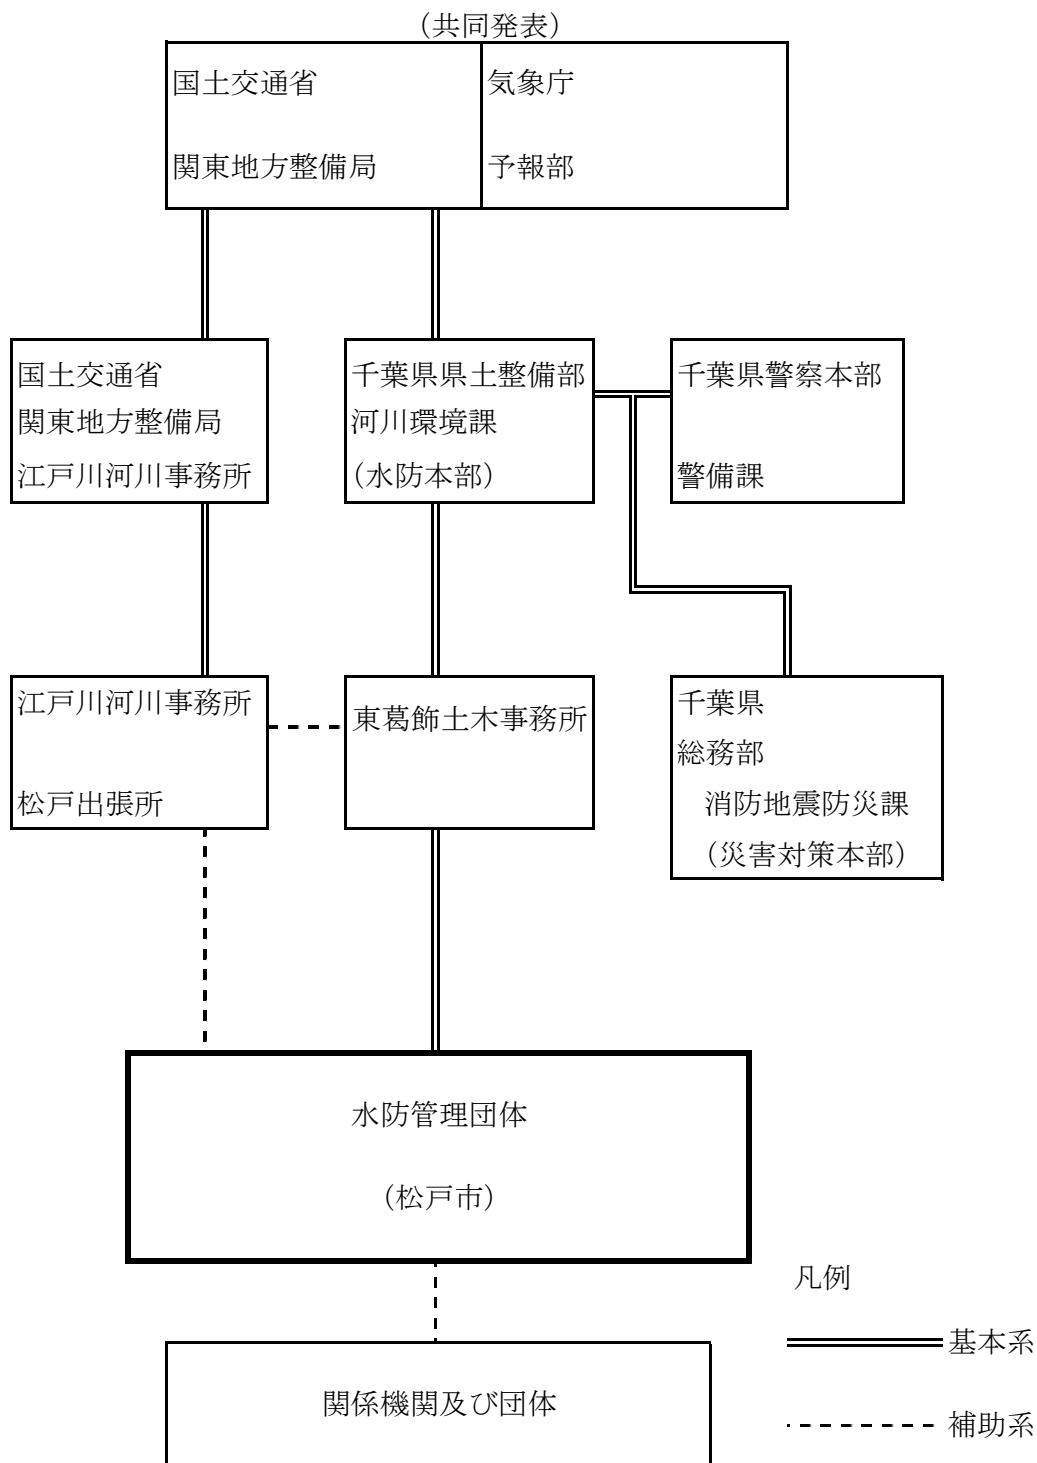 （共同発表）
国土交通省
関東地方整備局
気象庁
予報部
国土交通省
関東地方整備局
江戸川河川事務所
千葉県県土整備部
河川環境課
（水防本部）
千葉県警察本部
警備課
江戸川河川事務所
松戸出張所
東葛飾土木事務所
千葉県
総務部
消防地震防災課
（災害対策本部）
水防管理団体
（松戸市）
関係機関及び団体
凡例
基本系
補助系